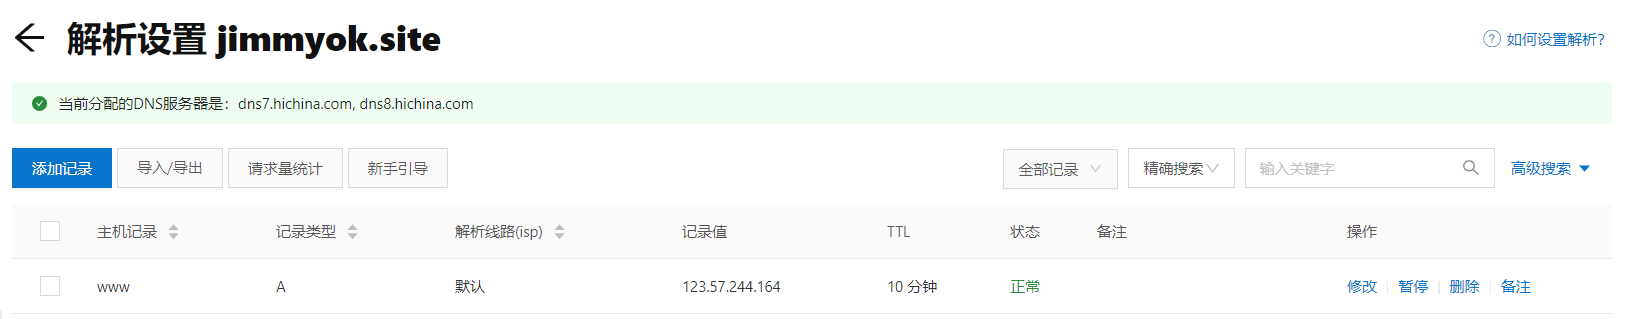 解析设置 jimmyok.site
如何设置解析?
当前分配的DNS服务器是：dns7.hichina.com, dns8.hichina.com
添加记录 导入/导出 请求量统计 新手引导 全部记录 精确搜索 输入关键字 高级搜索
主机记录 记录类型 解析线路(isp) 记录值 TTL 状态 备注 操作
www A 默认 123.57.244.164 10 分钟 正常 修改 暂停 删除 备注